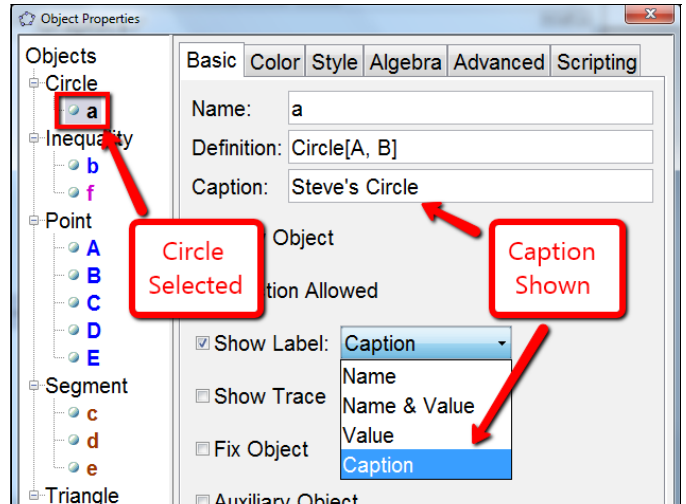 Object Properties
Objects
Circle
a
Inequality
b
f
Point
A
B
C
D
E
Segment
c
d
e
Triangle
Basic Color Style Algebra Advanced Scripting
Name: a
Definition: Circle[A, B]
Caption: Steve's Circle
Object
tion Allowed
Show Label: Caption
Name
Name & Value
Value
Caption
Show Trace
Fix Object
Auxiliary Object
Circle
Selected
Caption
Shown